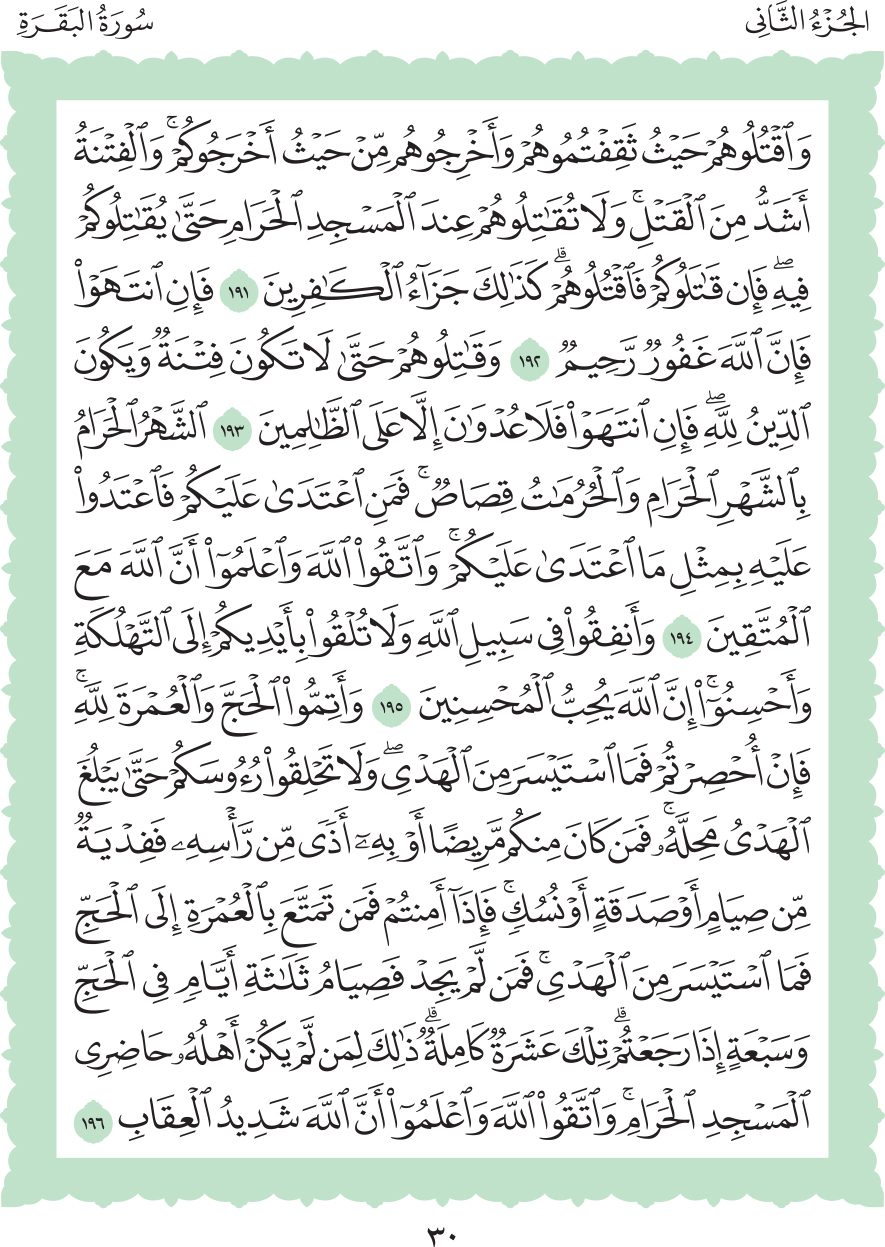 الجُزْءُ الثَّانِي
سُورَةُ البَقَرَةِ
وَٱقۡتُلُوهُمۡ حَيۡثُ ثَقِفۡتُمُوهُمۡ وَأَخۡرِجُوهُم مِّنۡ حَيۡثُ أَخۡرَجُوكُمۡۚ وَٱلۡفِتۡنَةُ
أَشَدُّ مِنَ ٱلۡقَتۡلِۚ وَلَا تُقَٰتِلُوهُمۡ عِندَ ٱلۡمَسۡجِدِ ٱلۡحَرَامِ حَتَّىٰ يُقَٰتِلُوكُمۡ
فِيهِۖ فَإِن قَٰتَلُوكُمۡ فَٱقۡتُلُوهُمۡۗ كَذَٰلِكَ جَزَآءُ ٱلۡكَٰفِرِينَ ١٩١ فَإِنِ ٱنتَهَوۡاْ
فَإِنَّ ٱللَّهَ غَفُورٞ رَّحِيمٞ ١٩٢ وَقَٰتِلُوهُمۡ حَتَّىٰ لَا تَكُونَ فِتۡنَةٞ وَيَكُونَ
ٱلدِّينُ لِلَّهِۖ فَإِنِ ٱنتَهَوۡاْ فَلَا عُدۡوَٰنَ إِلَّا عَلَى ٱلظَّٰلِمِينَ ١٩٣ ٱلشَّهۡرُ ٱلۡحَرَامُ
بِٱلشَّهۡرِ ٱلۡحَرَامِ وَٱلۡحُرُمَٰتُ قِصَاصٞۚ فَمَنِ ٱعۡتَدَىٰ عَلَيۡكُمۡ فَٱعۡتَدُواْ
عَلَيۡهِ بِمِثۡلِ مَا ٱعۡتَدَىٰ عَلَيۡكُمۡۚ وَٱتَّقُواْ ٱللَّهَ وَٱعۡلَمُوٓاْ أَنَّ ٱللَّهَ مَعَ
ٱلۡمُتَّقِينَ ١٩٤ وَأَنفِقُواْ فِي سَبِيلِ ٱللَّهِ وَلَا تُلۡقُواْ بِأَيۡدِيكُمۡ إِلَى ٱلتَّهۡلُكَةِ
وَأَحۡسِنُوٓاْۚ إِنَّ ٱللَّهَ يُحِبُّ ٱلۡمُحۡسِنِينَ ١٩٥ وَأَتِمُّواْ ٱلۡحَجَّ وَٱلۡعُمۡرَةَ لِلَّهِۚ
فَإِنۡ أُحۡصِرۡتُمۡ فَمَا ٱسۡتَيۡسَرَ مِنَ ٱلۡهَدۡيِۖ وَلَا تَحۡلِقُواْ رُءُوسَكُمۡ حَتَّىٰ يَبۡلُغَ
ٱلۡهَدۡيُ مَحِلَّهُۥۚ فَمَن كَانَ مِنكُم مَّرِيضًا أَوۡ بِهِۦٓ أَذٗى مِّن رَّأۡسِهِۦ فَفِدۡيَةٞ
مِّن صِيَامٍ أَوۡ صَدَقَةٍ أَوۡ نُسُكٖۚ فَإِذَآ أَمِنتُمۡ فَمَن تَمَتَّعَ بِٱلۡعُمۡرَةِ إِلَى ٱلۡحَجِّ
فَمَا ٱسۡتَيۡسَرَ مِنَ ٱلۡهَدۡيِۚ فَمَن لَّمۡ يَجِدۡ فَصِيَامُ ثَلَٰثَةِ أَيَّامٖ فِي ٱلۡحَجِّ
وَسَبۡعَةٍ إِذَا رَجَعۡتُمۡۗ تِلۡكَ عَشَرَةٞ كَامِلَةٞۗ ذَٰلِكَ لِمَن لَّمۡ يَكُنۡ أَهۡلُهُۥ حَاضِرِي
ٱلۡمَسۡجِدِ ٱلۡحَرَامِۚ وَٱتَّقُواْ ٱللَّهَ وَٱعۡلَمُوٓاْ أَنَّ ٱللَّهَ شَدِيدُ ٱلۡعِقَابِ ١٩٦
٣٠